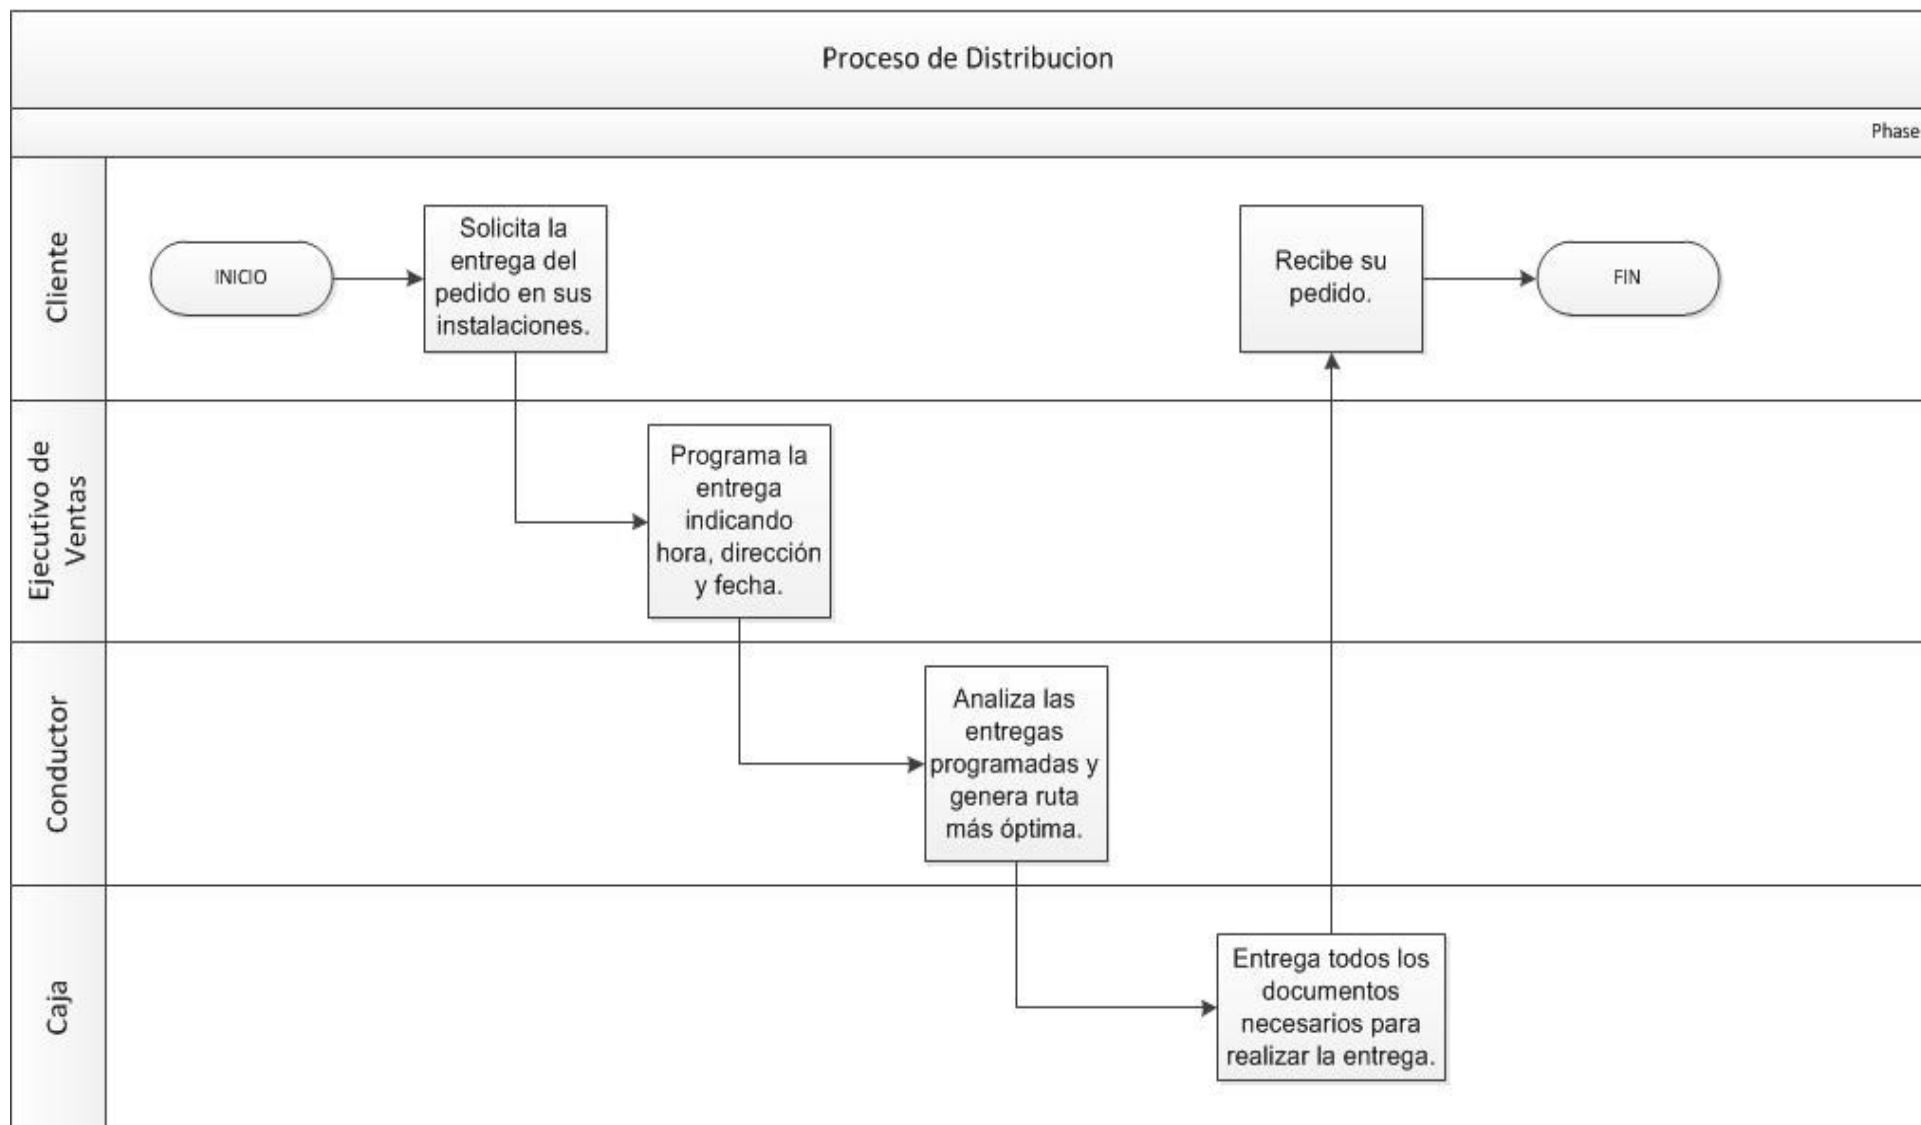 Proceso de Distribucion
Phase
Cliente
INICIO
Solicita la
entrega del
pedido en sus
instalaciones.
Recibe su
pedido.
FIN
Ejecutivo de
Ventas
Programa la
entrega
indicando
hora, dirección
y fecha.
Conductor
Analiza las
entregas
programadas y
genera ruta
más óptima.
Caja
Entrega todos los
documentos
necesarios para
realizar la entrega.